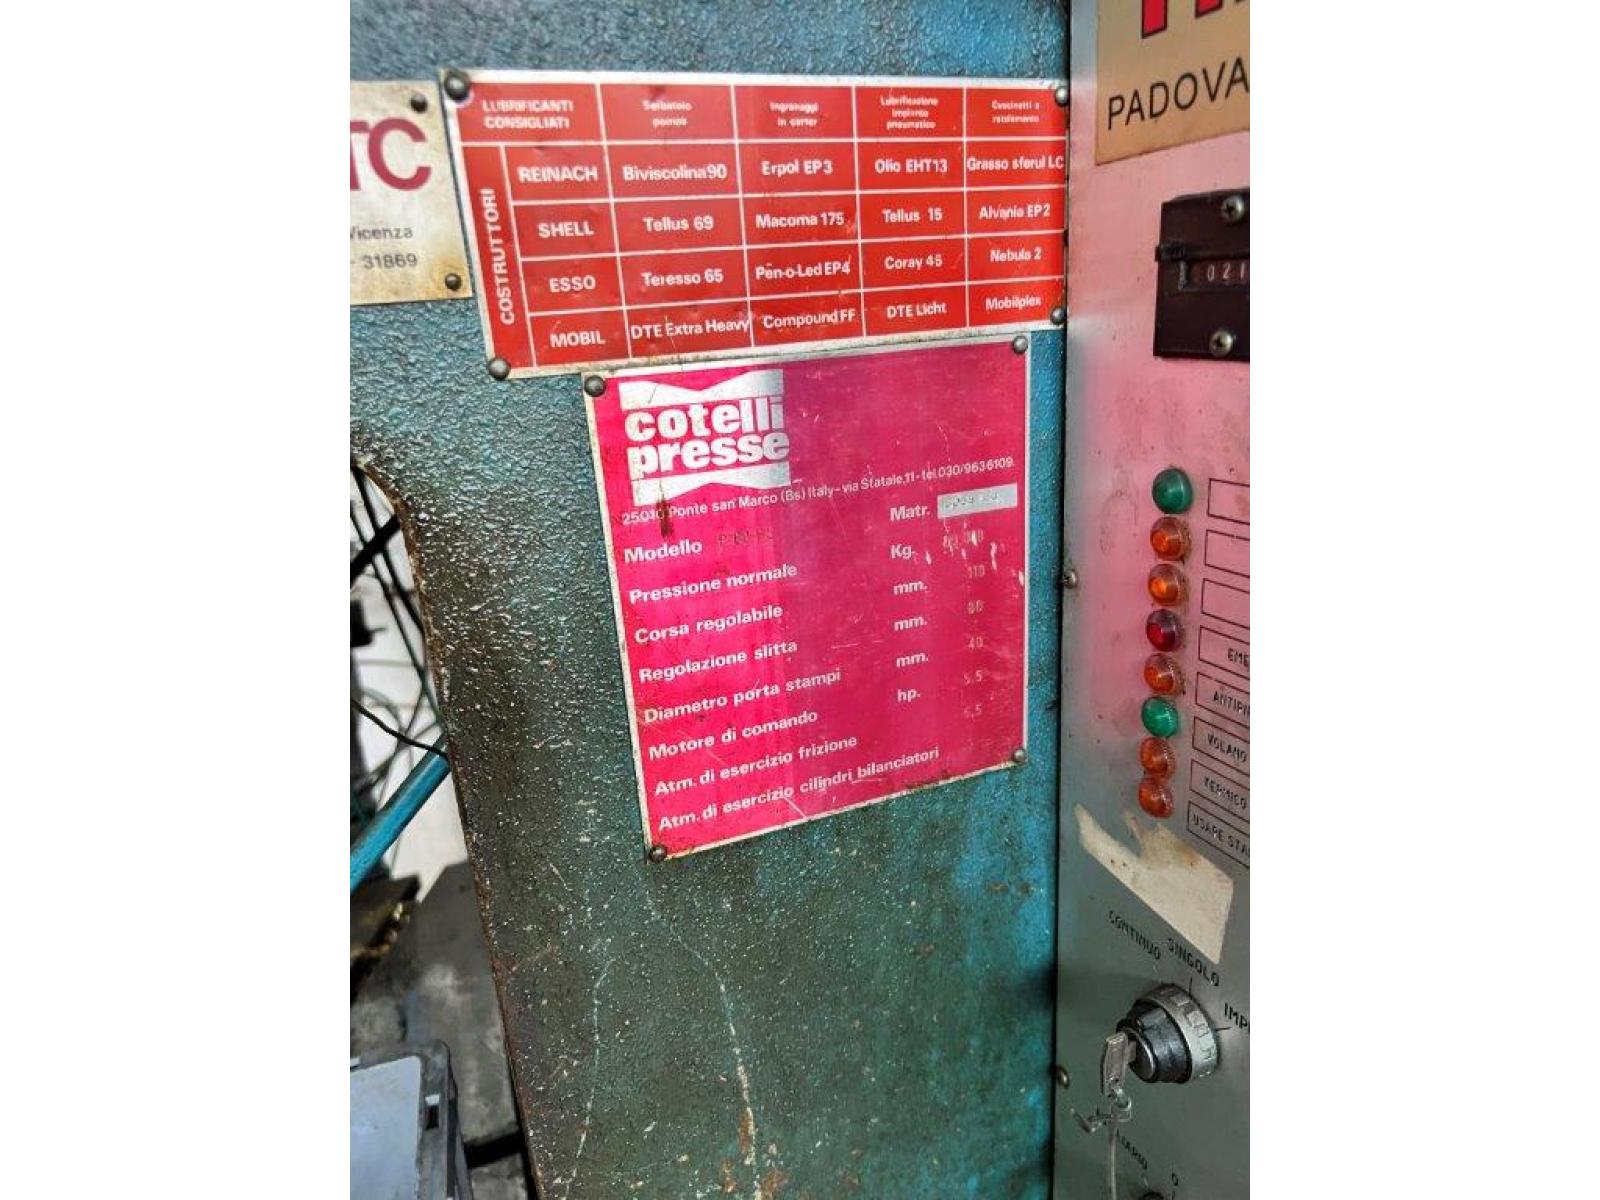 TC
Vicenza
- 31869
LUBRIFICANTI CONSIGLIATI
Serbatoio pompa
Ingranaggi in carter
Lubrificazione impianto pneumatico
Cuscinetti a rotolamento
COSTRUTTORI
REINACH Biviscolina 90 Erpol EP3 Olio EHT13 Grasso sferul LC
SHELL Tellus 69 Macoma 175 Tellus 15 Alvania EP2
ESSO Teresso 65 Pen-o-Led EP4 Coray 45 Nebula 2
MOBIL DTE Extra Heavy Compound FF DTE Licht Mobilplex
cotelli
presse
25010 Ponte san Marco (Bs) Italy - via Statale,11 - tel.030/9636109.
Matr.
Modello
Pressione normale Kg.
Corsa regolabile mm. 110
Regolazione slitta mm. 80
Diametro porta stampi mm. 40
Motore di comando hp. 5,5
Atm. di esercizio frizione 5,5
Atm. di esercizio cilindri bilanciatori
PADOVA
021
EME
ANTIRI
VOLANO
TERMICO
USARE STA
CONTINUO
SINGOLO
IMP
0